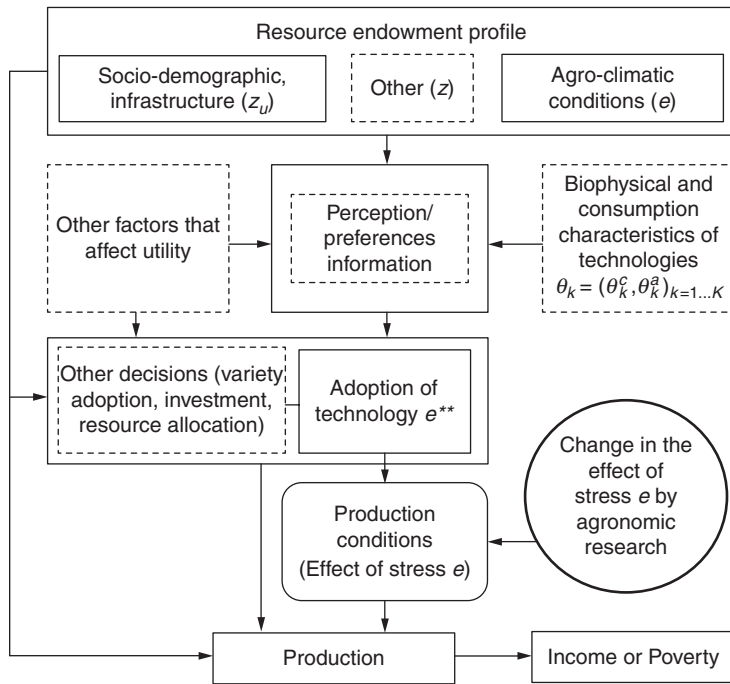 Resource endowment profile
Socio-demographic,
infrastructure (z_u)
Other (z)
Agro-climatic
conditions (e)
Other factors that
affect utility
Perception/
preferences
information
Biophysical and
consumption
characteristics of
technologies
θ_k = (θ_k^c, θ_k^a)_{k=1...K}
Other decisions (variety
adoption, investment,
resource allocation)
Adoption of
technology e**
Change in the
effect of
stress e by
agronomic
research
Production
conditions
(Effect of stress e)
Production
Income or Poverty